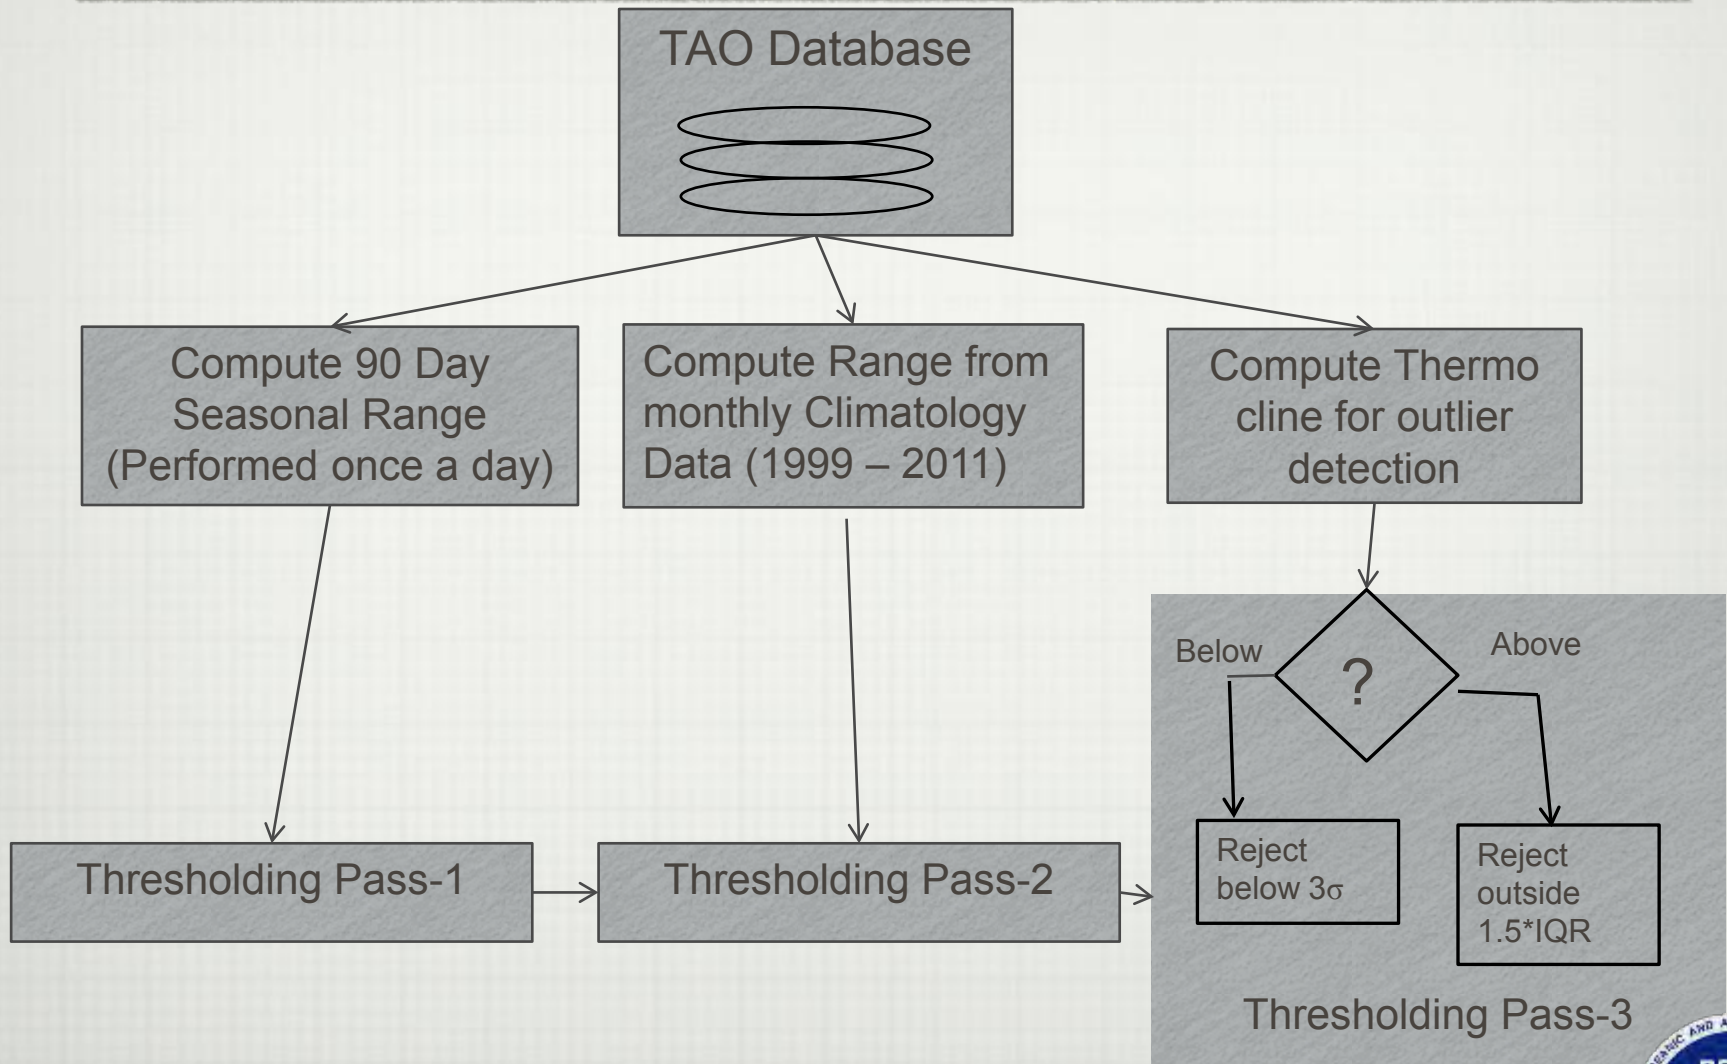 TAO Database
Compute 90 Day
Seasonal Range
(Performed once a day)
Compute Range from
monthly Climatology
Data (1999 – 2011)
Compute Thermo
cline for outlier
detection
Below
?
Above
Reject
below 3σ
Reject
outside
1.5*IQR
Thresholding Pass-1
Thresholding Pass-2
Thresholding Pass-3
AND